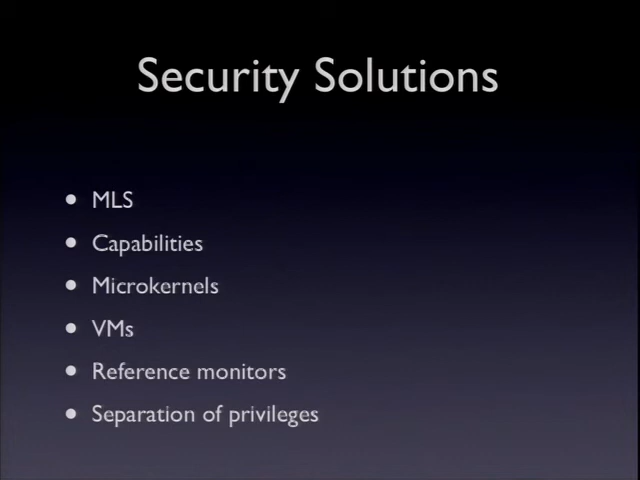 Security Solutions
• MLS
• Capabilities
• Microkernels
• VMs
• Reference monitors
• Separation of privileges